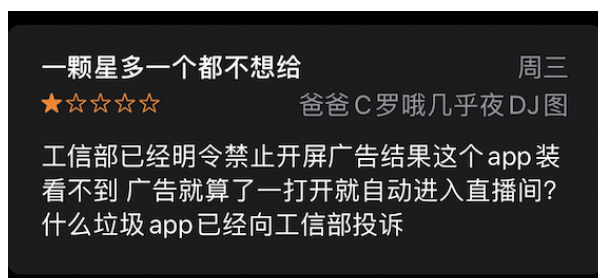 一颗星多一个都不想给
周三
爸爸C罗哦几乎夜DJ图
工信部已经明令禁止开屏广告结果这个app装
看不到 广告就算了一打开就自动进入直播间?
什么垃圾app已经向工信部投诉